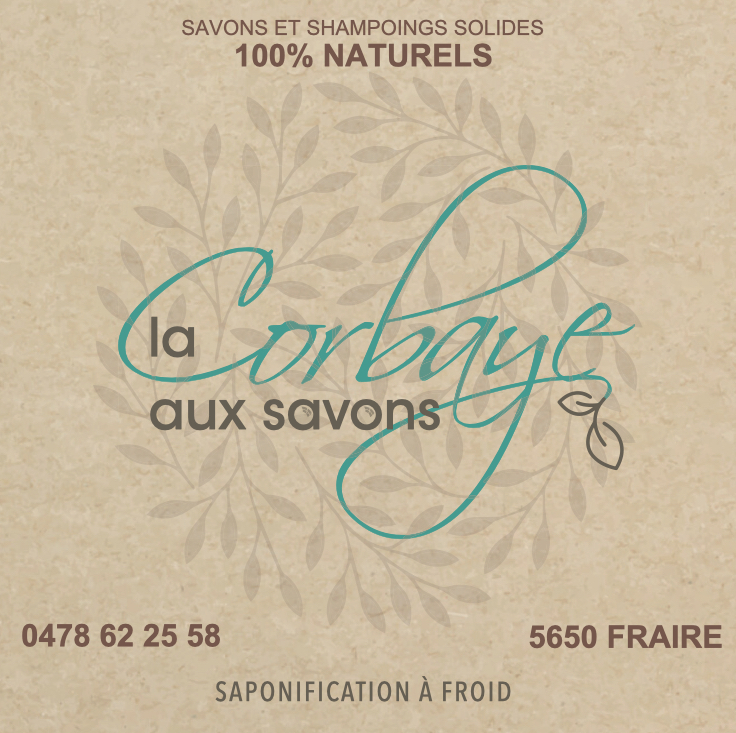 SAVONS ET SHAMPOINGS SOLIDES
100% NATURELS
la Corbaye
aux savons
0478 62 25 58
5650 FRAIRE
SAPONIFICATION À FROID